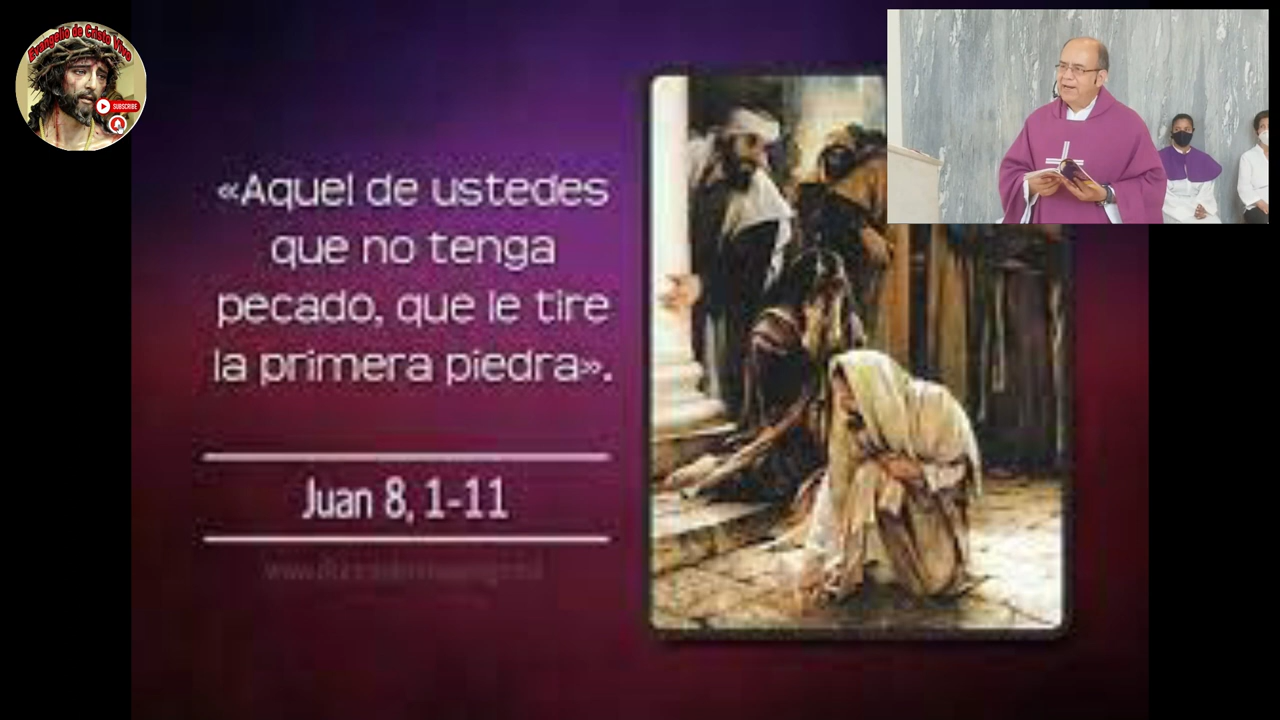 Evangelio de Cristo Vivo
SUBSCRIBE
«Aquel de ustedes
que no tenga
pecado, que le tire
la primera piedra».
Juan 8, 1-11